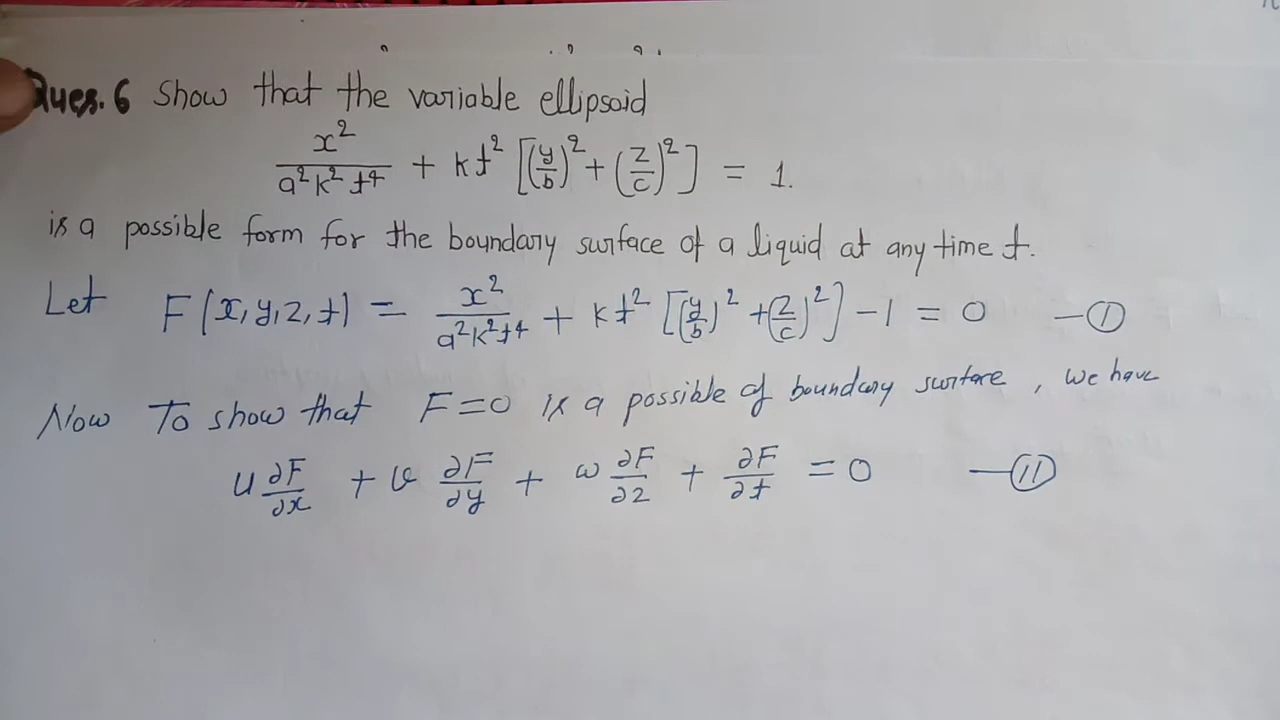 Ques. 6 Show that the variable ellipsoid
x²/(a²k²t⁴) + kt² [(y/b)² + (z/c)²] = 1.
is a possible form for the boundary surface of a liquid at any time t.
Let F(x,y,z,t) = x²/(a²k²t⁴) + kt² [(y/b)² + (z/c)²] - 1 = 0 —①
Now To show that F=0 is a possible of boundary surface, we have
u ∂F/∂x + v ∂F/∂y + w ∂F/∂z + ∂F/∂t = 0 —⑪